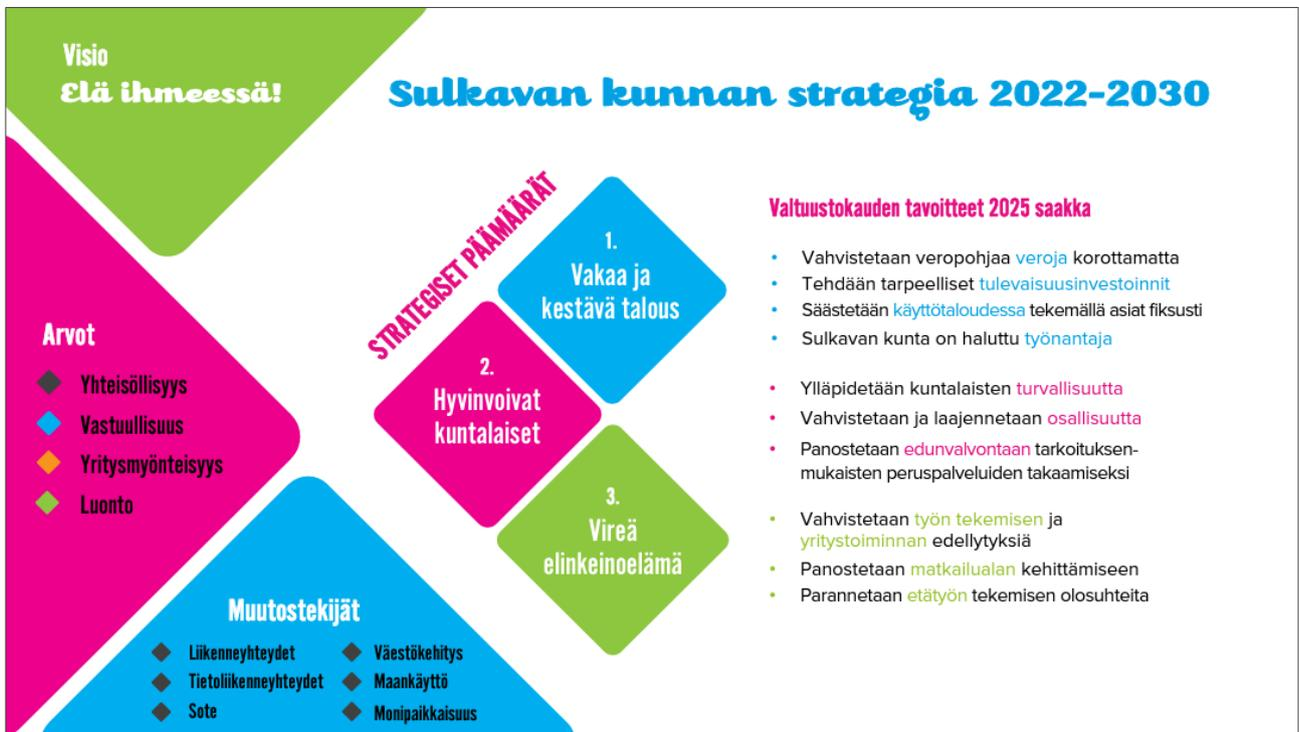 Visio
Elä ihmeessä!
Sulkavan kunnan strategia 2022-2030
Arvot
Yhteisöllisyys
Vastuullisuus
Yritysmyönteisyys
Luonto
Muutostekijät
Liikenneyhteydet
Tietoliikenneyhteydet
Sote
Väestökehitys
Maankäyttö
Monipaikkaisuus
STRATEGISET PÄÄMÄÄRÄT
1.
Vakaa ja
kestävä talous
2.
Hyvinvoivat
kuntalaiset
3.
Vireä
elinkeinoelämä
Valtuustokauden tavoitteet 2025 saakka
• Vahvistetaan veropohjaa veroja korottamatta
• Tehdään tarpeelliset tulevaisuusinvestoinnit
• Säästetään käyttötaloudessa tekemällä asiat fiksusti
• Sulkavan kunta on haluttu työnantaja
• Ylläpidetään kuntalaisten turvallisuutta
• Vahvistetaan ja laajennetaan osallisuutta
• Panostetaan edunvalvontaan tarkoituksen-
mukaisten peruspalveluiden takaamiseksi
• Vahvistetaan työn tekemisen ja
yritystoiminnan edellytyksiä
• Panostetaan matkailualan kehittämiseen
• Parannetaan etätyön tekemisen olosuhteita